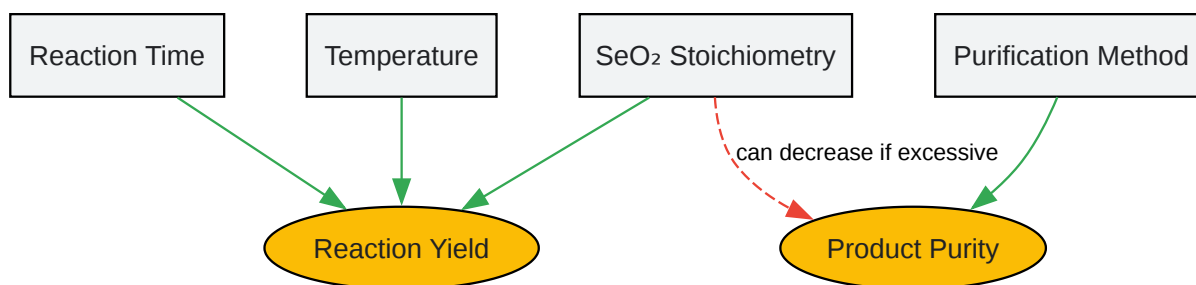 Reaction Time
Temperature
SeO₂ Stoichiometry
Purification Method
can decrease if excessive
Reaction Yield
Product Purity